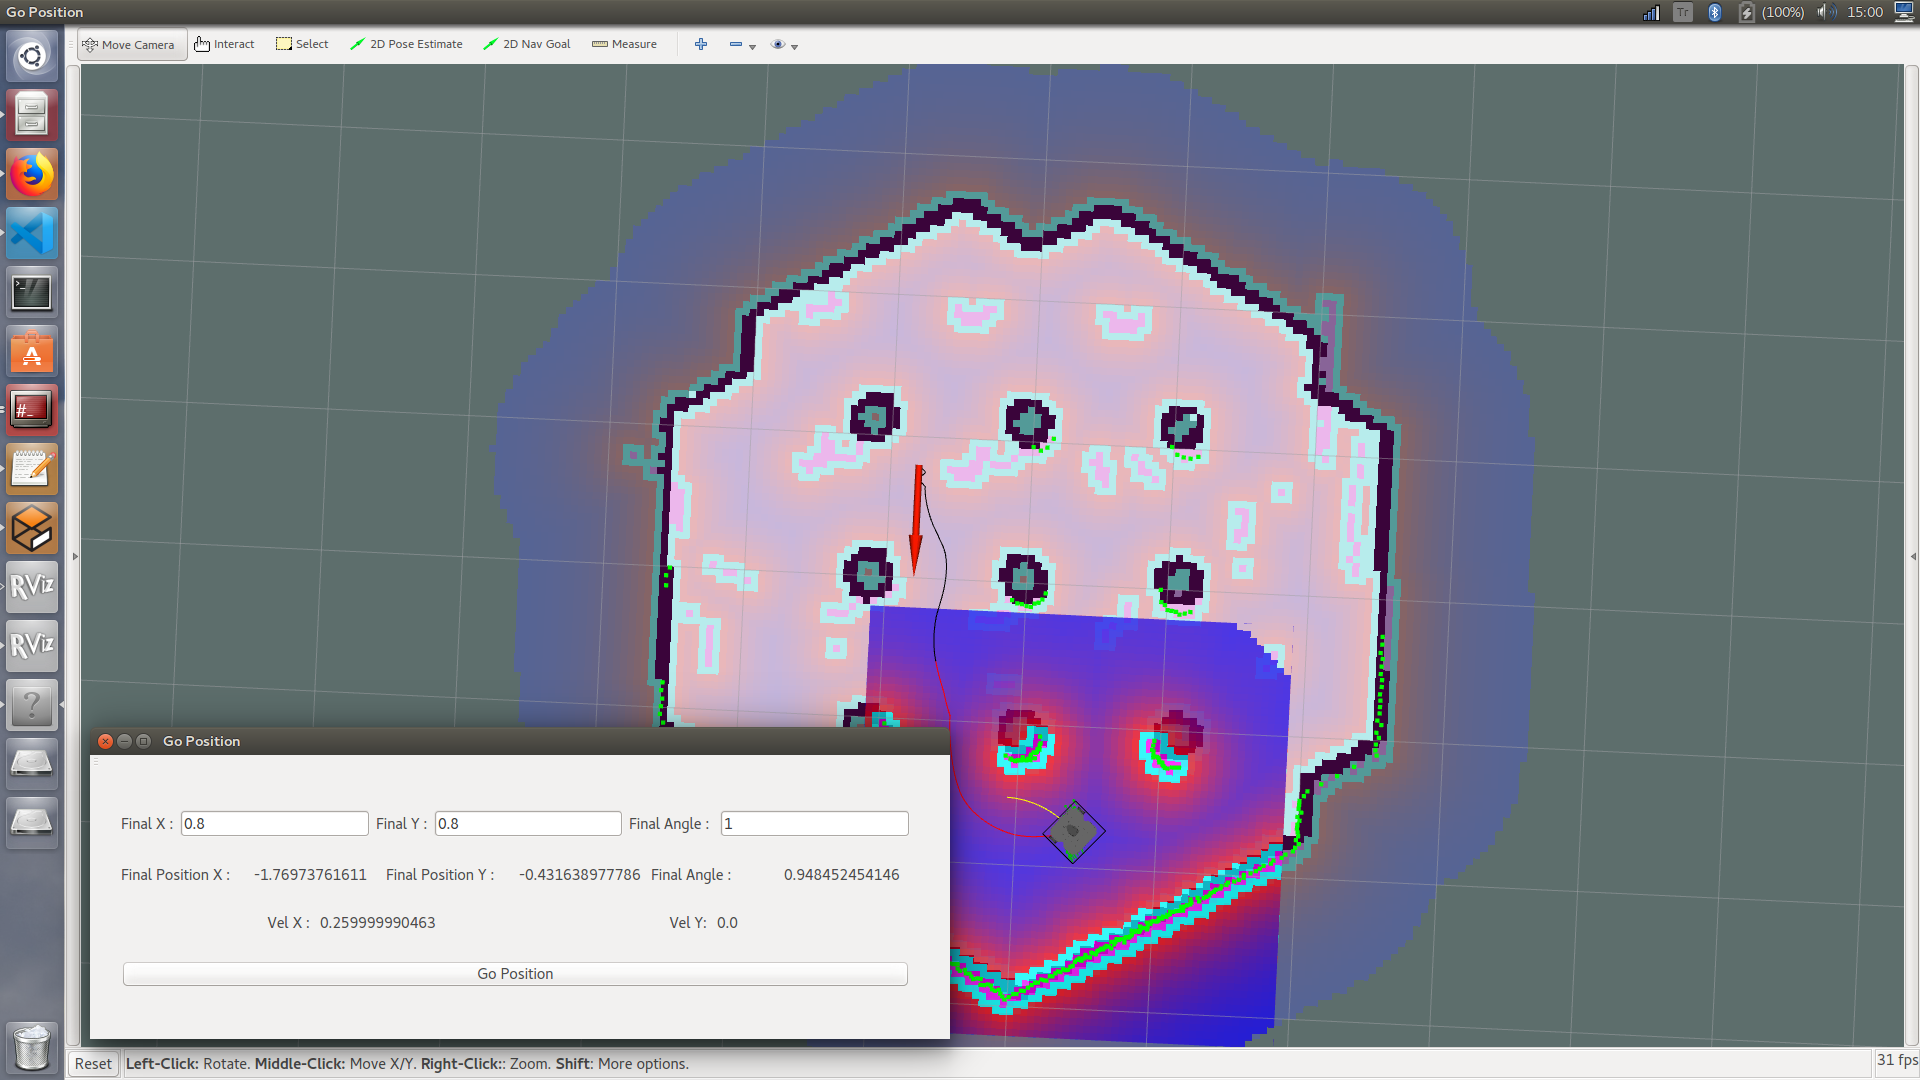 Go Position
Tr (100%) 15:00
Move Camera Interact Select 2D Pose Estimate 2D Nav Goal Measure
RViz
RViz
Go Position
Final X : 0.8 Final Y : 0.8 Final Angle : 1
Final Position X : -1.76973761611 Final Position Y : -0.431638977786 Final Angle : 0.948452454146
Vel X : 0.259999990463 Vel Y: 0.0
Go Position
Reset Left-Click: Rotate. Middle-Click: Move X/Y. Right-Click:: Zoom. Shift: More options. 31 fps